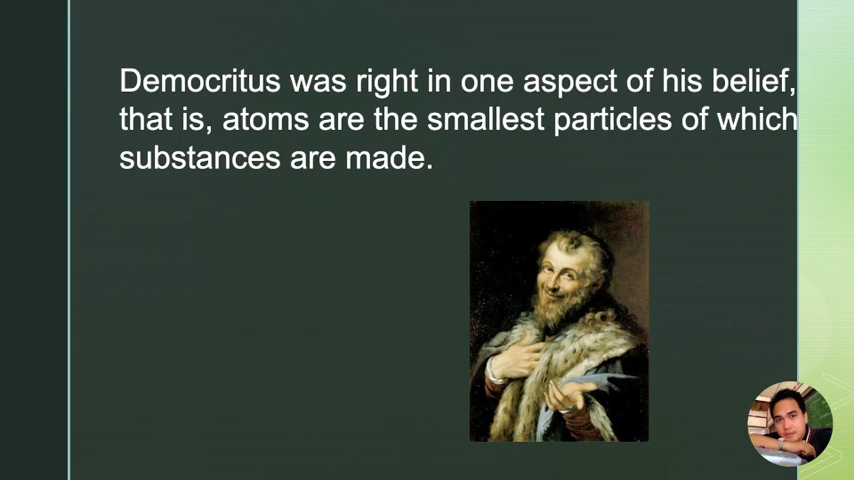 Democritus was right in one aspect of his belief,
that is, atoms are the smallest particles of which
substances are made.